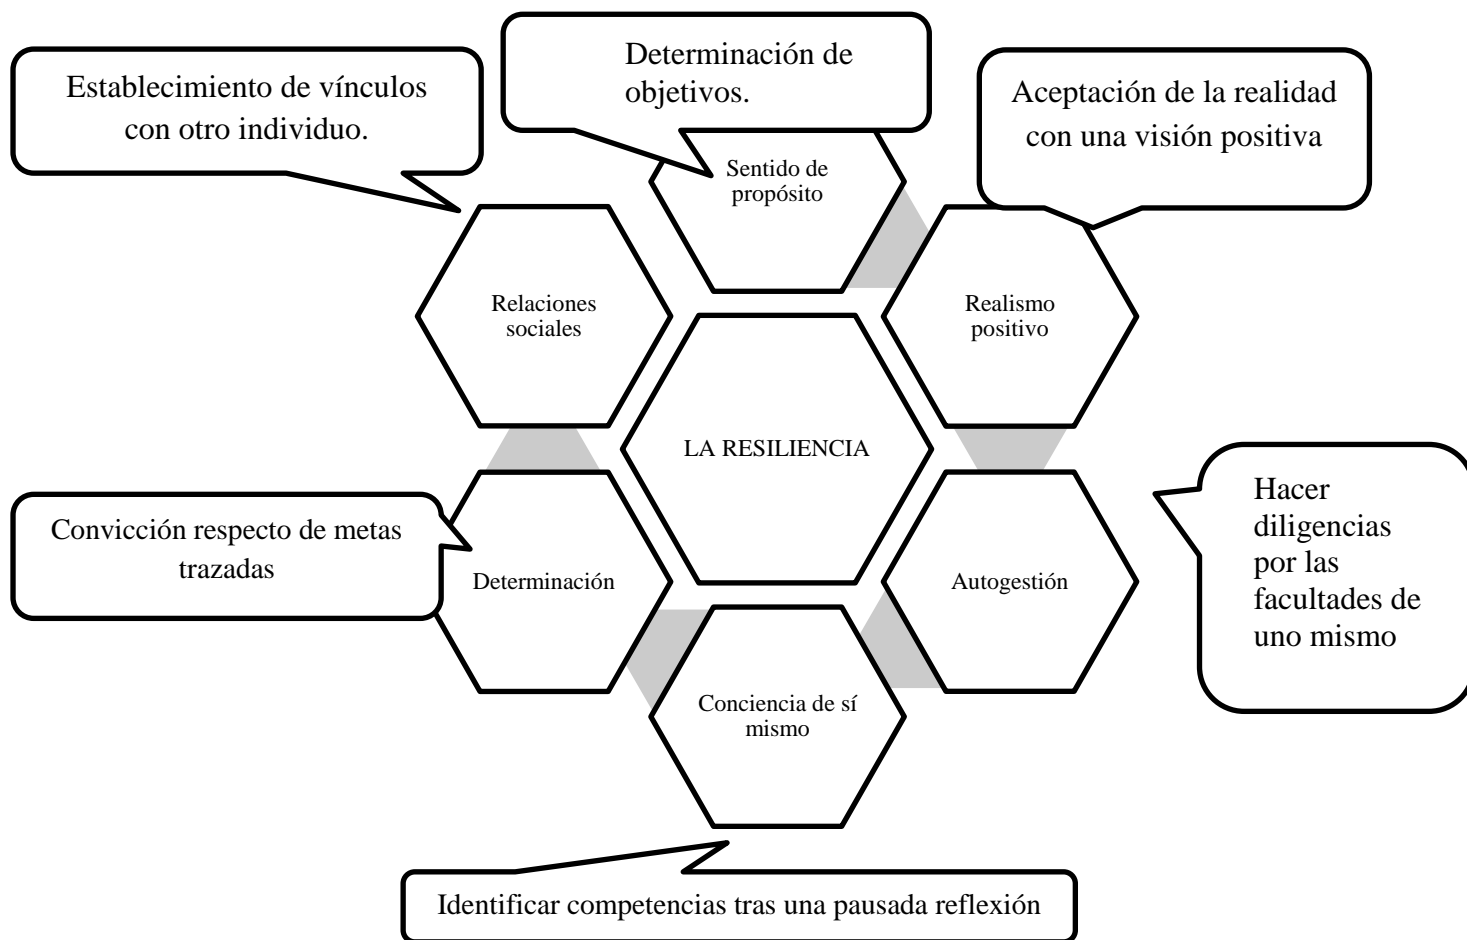 Establecimiento de vínculos
con otro individuo.
Determinación de
objetivos.
Aceptación de la realidad
con una visión positiva
Sentido de
propósito
Relaciones
sociales
Realismo
positivo
LA RESILIENCIA
Convicción respecto de metas
trazadas
Determinación
Autogestión
Hacer
diligencias
por las
facultades de
uno mismo
Conciencia de sí
mismo
Identificar competencias tras una pausada reflexión